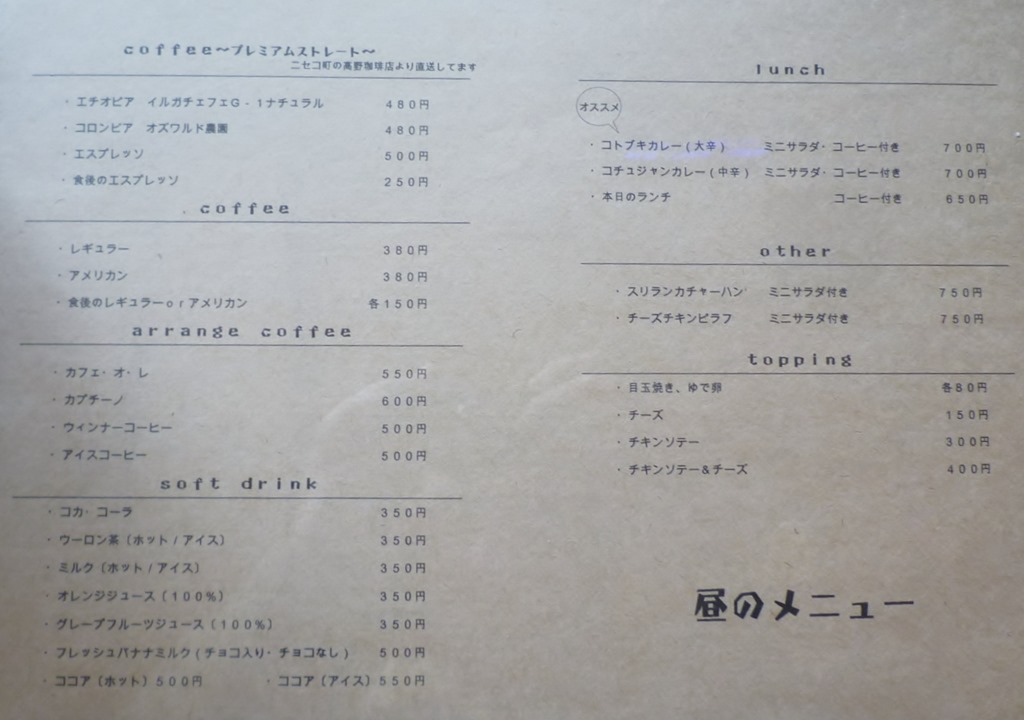 coffee～プレミアムストレート～
ニセコ町の高野珈琲店より直送してます
・エチオピア　イルガチェフェG-1ナチュラル　480円
・コロンビア　オズワルド農園　480円
・エスプレッソ　500円
・食後のエスプレッソ　250円
coffee
・レギュラー　380円
・アメリカン　380円
・食後のレギュラーorアメリカン　各150円
arrange coffee
・カフェ・オ・レ　550円
・カプチーノ　600円
・ウィンナーコーヒー　500円
・アイスコーヒー　500円
soft drink
・コカ・コーラ　350円
・ウーロン茶（ホット/アイス）　350円
・ミルク（ホット/アイス）　350円
・オレンジジュース（100%）　350円
・グレープフルーツジュース（100%）　350円
・フレッシュバナナミルク（チョコ入り・チョコなし）　500円
・ココア（ホット）500円　・ココア（アイス）550円
lunch
オススメ
・コトブキカレー（大辛）　ミニサラダ・コーヒー付き　700円
・コチュジャンカレー（中辛）　ミニサラダ・コーヒー付き　700円
・本日のランチ　コーヒー付き　650円
other
・スリランカチャーハン　ミニサラダ付き　750円
・チーズチキンピラフ　ミニサラダ付き　750円
topping
・目玉焼き、ゆで卵　各80円
・チーズ　150円
・チキンソテー　300円
・チキンソテー&チーズ　400円
昼のメニュー